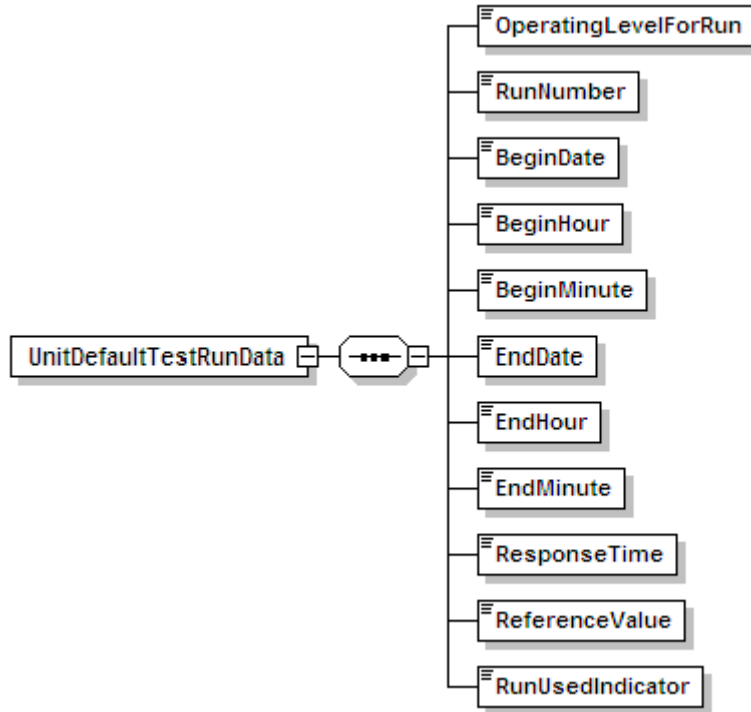 OperatingLevelForRun
RunNumber
BeginDate
BeginHour
BeginMinute
UnitDefaultTestRunData
EndDate
EndHour
EndMinute
ResponseTime
ReferenceValue
RunUsedIndicator